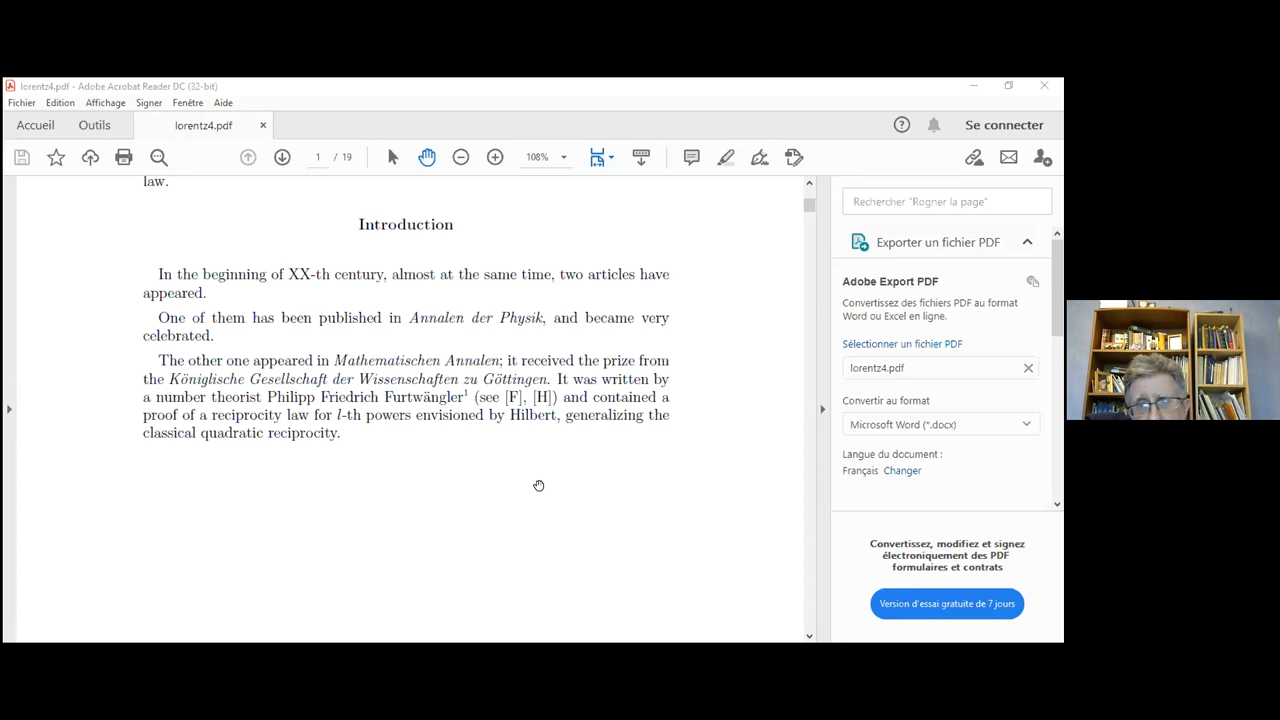 lorentz4.pdf - Adobe Acrobat Reader DC (32-bit)
Fichier Edition Affichage Signer Fenêtre Aide
Accueil Outils lorentz4.pdf × Se connecter
1 / 19 108%
law.
Introduction
In the beginning of XX-th century, almost at the same time, two articles have
appeared.
One of them has been published in Annalen der Physik, and became very
celebrated.
The other one appeared in Mathematischen Annalen; it received the prize from
the Königliche Gesellschaft der Wissenschaften zu Göttingen. It was written by
a number theorist Philipp Friedrich Furtwängler¹ (see [F], [H]) and contained a
proof of a reciprocity law for l-th powers envisioned by Hilbert, generalizing the
classical quadratic reciprocity.
Rechercher "Rogner la page"
Exporter un fichier PDF
Adobe Export PDF
Convertissez des fichiers PDF au format
Word ou Excel en ligne.
Sélectionner un fichier PDF
lorentz4.pdf
Convertir au format
Microsoft Word (*.docx)
Langue du document :
Français Changer
Convertissez, modifiez et signez
électroniquement des PDF
formulaires et contrats
Version d'essai gratuite de 7 jours